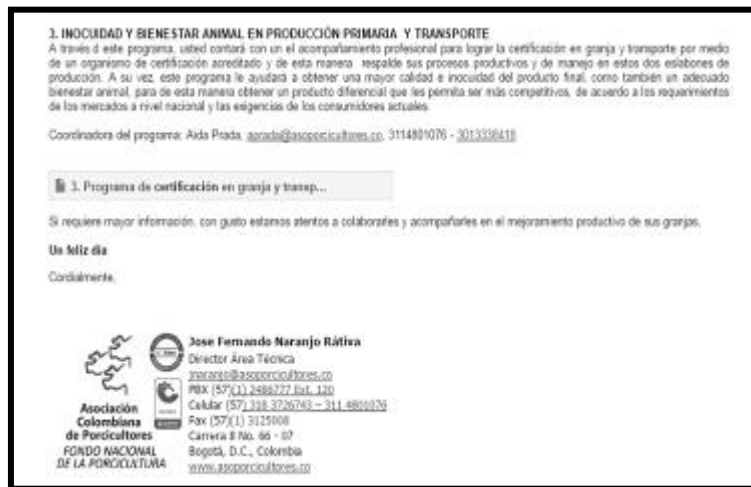 3. INOCUIDAD Y BIENESTAR ANIMAL EN PRODUCCIÓN PRIMARIA Y TRANSPORTE
A través d este programa, usted contará con un el acompañamiento profesional para lograr la certificación en granja y transporte por medio
de un organismo de certificación acreditado y de esta manera respalde sus procesos productivos y de manejo en estos dos eslabones de
producción. A su vez, este programa le ayudará a obtener una mayor calidad e inocuidad del producto final, como también un adecuado
bienestar animal, para de esta manera obtener un producto diferencial que les permita ser más competitivos, de acuerdo a los requerimientos
de los mercados a nivel nacional y las exigencias de los consumidores actuales.
Coordinadora del programa: Aida Prada, aprada@asoporcicultores.co, 3114801076 - 3013338418
3. Programa de certificación en granja y transp...
Si requiere mayor información, con gusto estamos atentos a colaborarles y acompañarles en el mejoramiento productivo de sus granjas.
Un feliz día
Cordialmente,
Asociación
Colombiana
de Porcicultores
FONDO NACIONAL
DE LA PORCICULTURA
Jose Fernando Naranjo Rátiva
Director Área Técnica
jnaranjo@asoporcicultores.co
PBX (57)(1) 2486777 Ext. 120
Celular (57) 318 3726743 – 311 4801076
Fax (57)(1) 3125008
Carrera 8 No. 66 - 07
Bogotá, D.C., Colombia
www.asoporcicultores.co